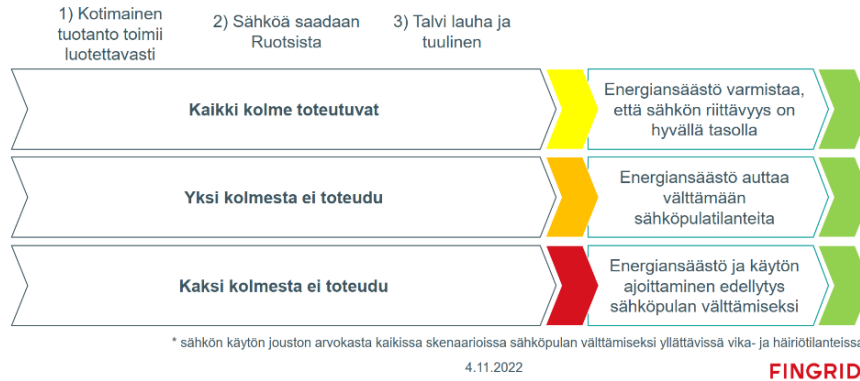 1) Kotimainen
tuotanto toimii
luotettavasti
2) Sähköä saadaan
Ruotsista
3) Talvi lauha ja
tuulinen
Kaikki kolme toteutuvat
Energiansäästö varmistaa,
että sähkön riittävyys on
hyvällä tasolla
Yksi kolmesta ei toteudu
Energiansäästö auttaa
välttämään
sähköpulatilanteita
Kaksi kolmesta ei toteudu
Energiansäästö ja käytön
ajoittaminen edellytys
sähköpulan välttämiseksi
* sähkön käytön jouston arvokasta kaikissa skenaarioissa sähköpulan välttämiseksi yllättävissä vika- ja häiriötilanteissa
4.11.2022
FINGRID